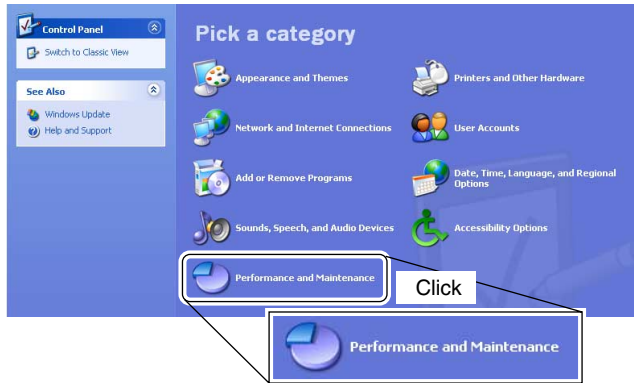 Control Panel
Switch to Classic View
See Also
Windows Update
Help and Support
Pick a category
Appearance and Themes
Printers and Other Hardware
Network and Internet Connections
User Accounts
Add or Remove Programs
Date, Time, Language, and Regional
Options
Sounds, Speech, and Audio Devices
Accessibility Options
Performance and Maintenance
Click
Performance and Maintenance